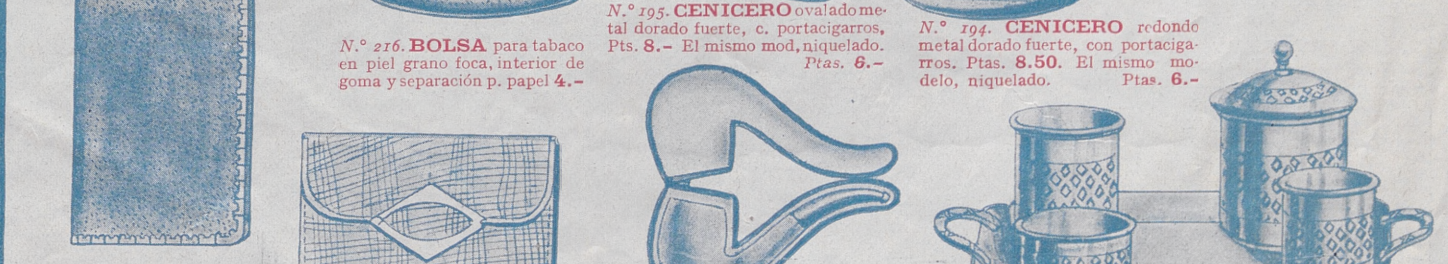 N.º 216. BOLSA para tabaco
en piel grano foca, interior de
goma y separación p. papel 4.–
N.º 195. CENICERO ovalado me-
tal dorado fuerte, c. portacigarros,
Pts. 8.– El mismo mod, niquelado.
Ptas. 6.–
N.º 194. CENICERO redondo
metal dorado fuerte, con portaciga-
rros. Ptas. 8.50. El mismo mo-
delo, niquelado. Ptas. 6.–